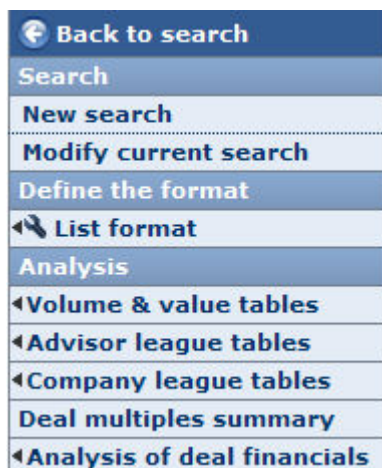 Back to search
Search
New search
Modify current search
Define the format
List format
Analysis
Volume & value tables
Advisor league tables
Company league tables
Deal multiples summary
Analysis of deal financials